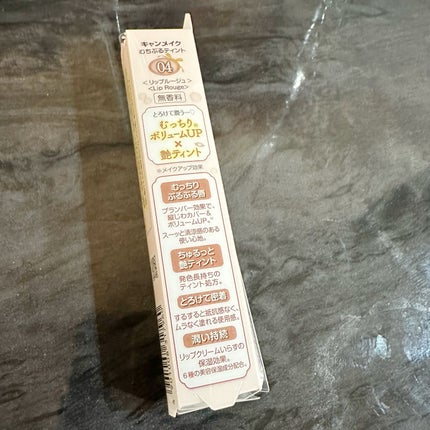 キャンメイク
むちぷるティント
04
<リップルージュ>
<Lip Rouge>
無香料
とろけて潤う〜♡
むっちり※
ボリュームUP
×
艶ティント
※メイクアップ効果
むっちり
ぷるぷる唇
プランパー効果で、
縦じわカバー&
ボリュームUP。※
スーッと清涼感のある
使い心地。
ちゅるっと
艶ティント
発色長持ちの
ティント処方。
とろけて密着
するすると抵抗感なく、
ムラなく塗れる使用感。
潤い持続
リップクリームいらずの
保湿効果。
6種の美容保湿成分配合。